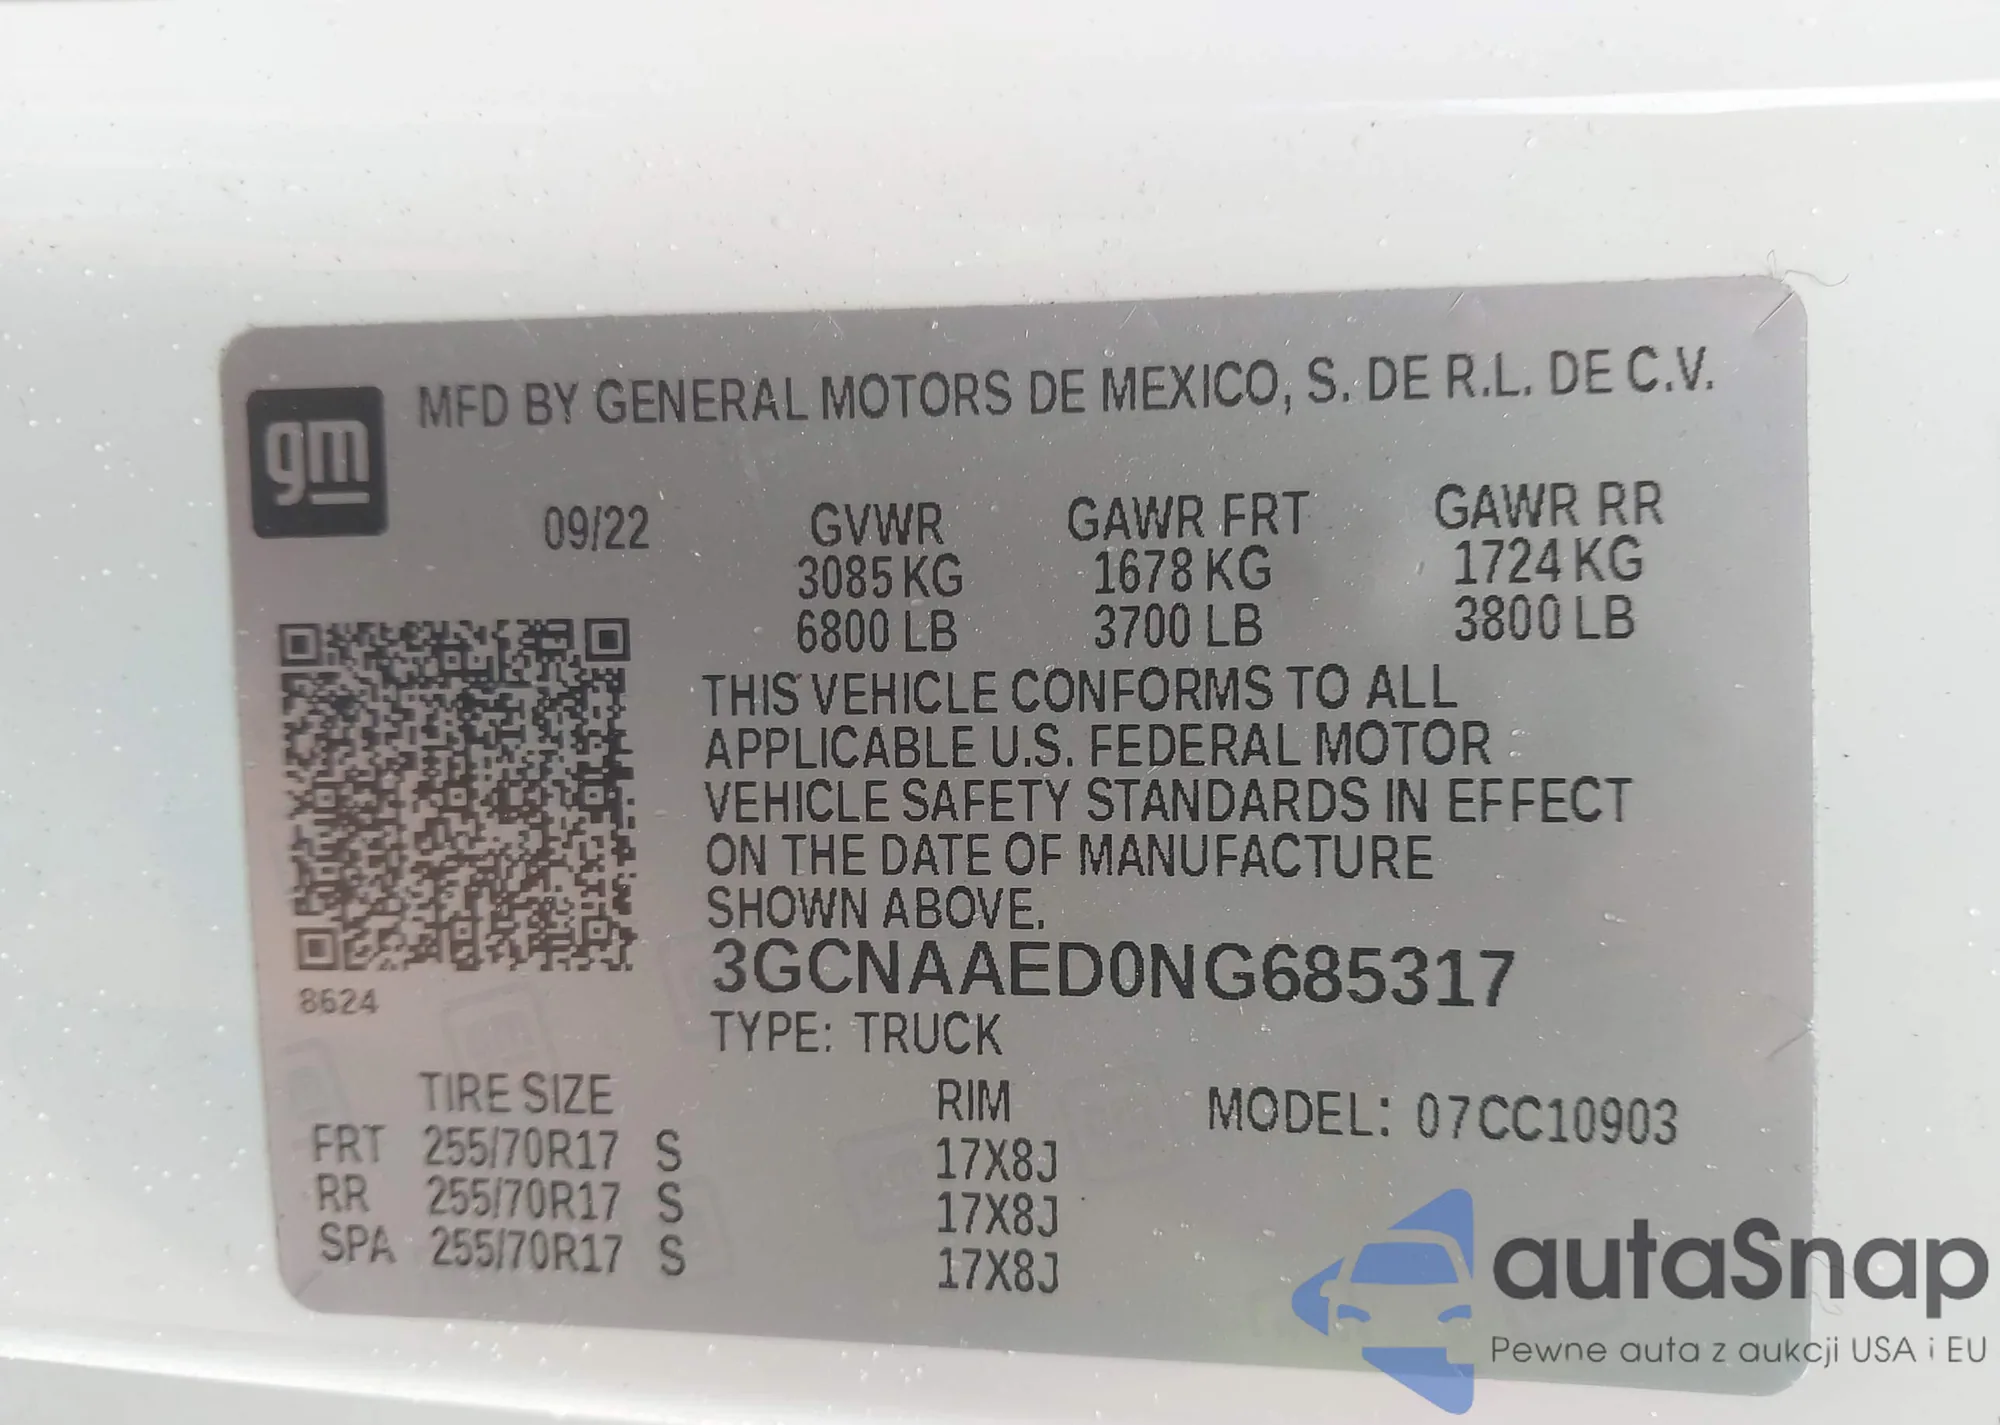 gm
MFD BY GENERAL MOTORS DE MEXICO, S. DE R.L. DE C.V.
09/22 GVWR GAWR FRT GAWR RR
3085 KG 1678 KG 1724 KG
6800 LB 3700 LB 3800 LB
THIS VEHICLE CONFORMS TO ALL
APPLICABLE U.S. FEDERAL MOTOR
VEHICLE SAFETY STANDARDS IN EFFECT
ON THE DATE OF MANUFACTURE
SHOWN ABOVE.
3GCNAAED0NG685317
8624
TYPE: TRUCK
TIRE SIZE RIM MODEL: 07CC10903
FRT 255/70R17 S 17X8J
RR 255/70R17 S 17X8J
SPA 255/70R17 S 17X8J
autaSnap
Pewne auta z aukcji USA i EU